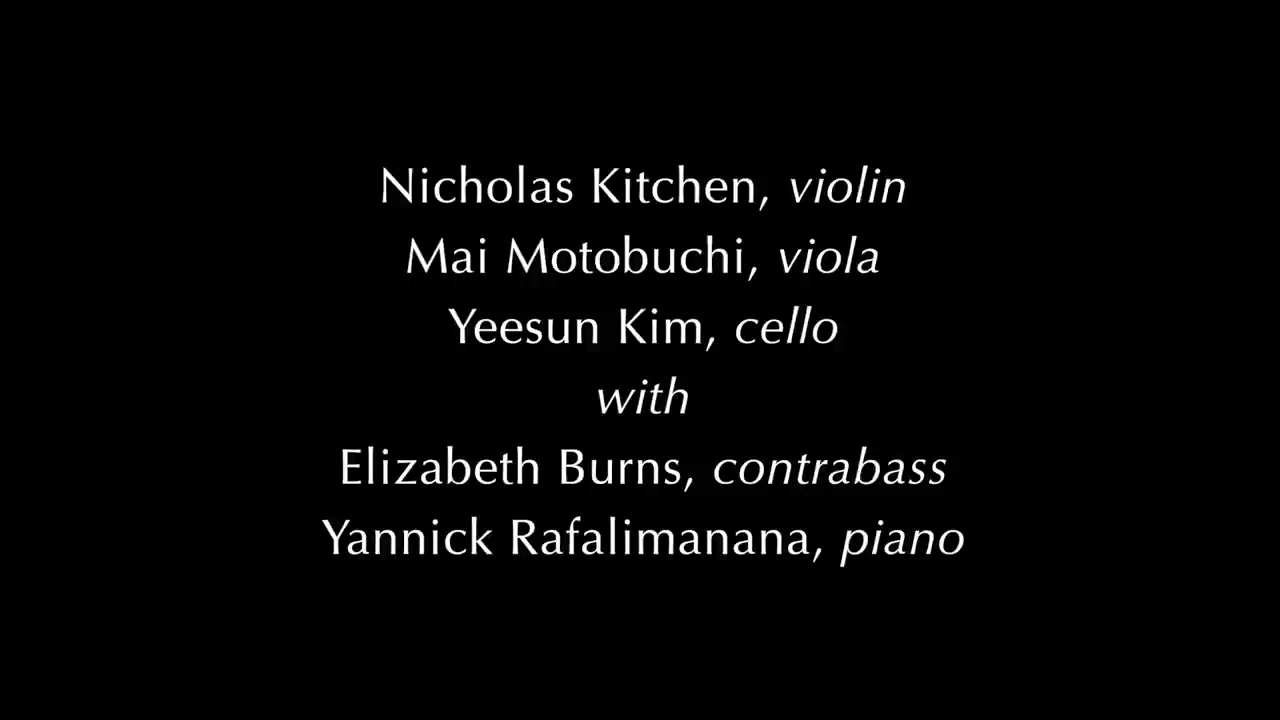 Nicholas Kitchen, violin
Mai Motobuchi, viola
Yeesun Kim, cello
with
Elizabeth Burns, contrabass
Yannick Rafalimanana, piano